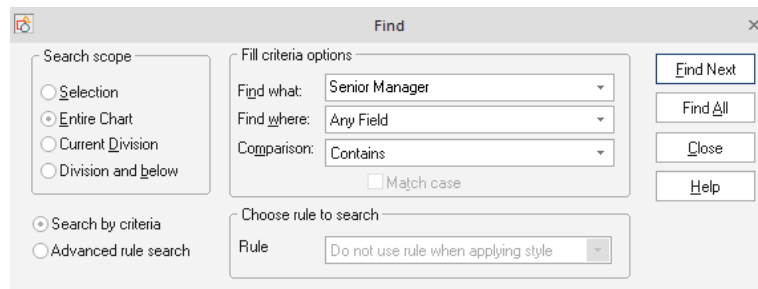 Find
Search scope
Selection
Entire Chart
Current Division
Division and below
Search by criteria
Advanced rule search
Fill criteria options
Find what: Senior Manager
Find where: Any Field
Comparison: Contains
Match case
Choose rule to search
Rule Do not use rule when applying style
Find Next
Find All
Close
Help